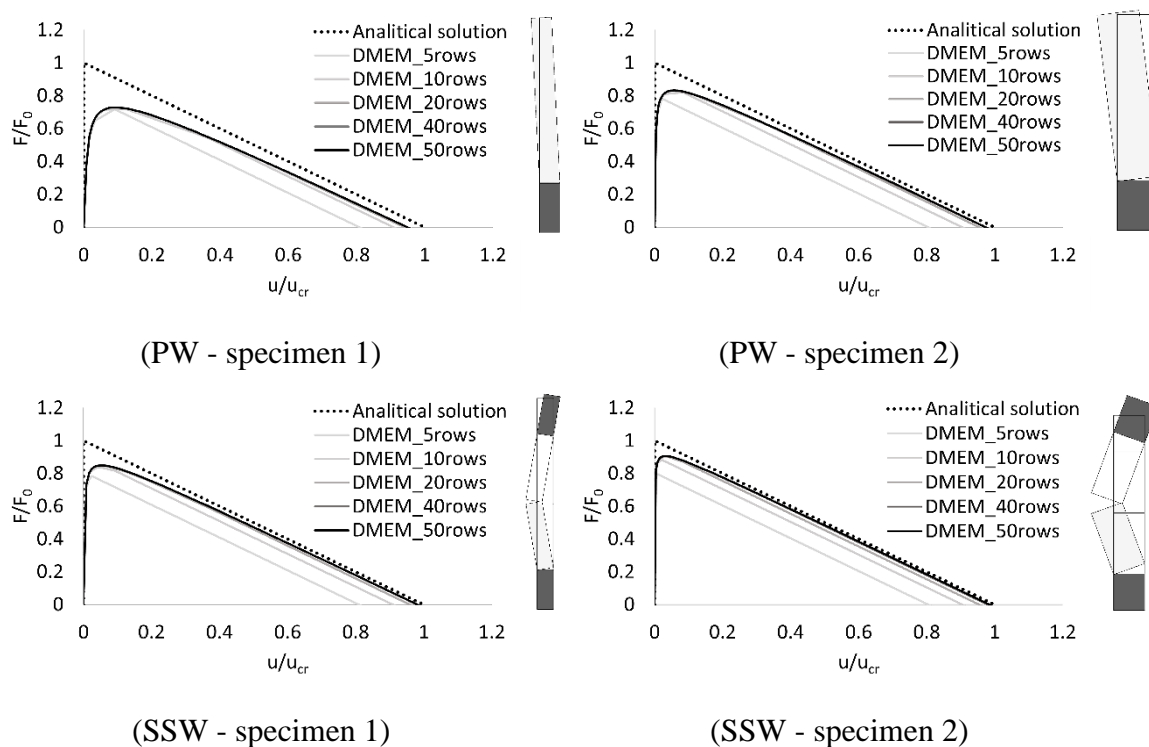 1.2
1
0.8
0.6
0.4
0.2
0
F/F0
Analitical solution
DMEM_5rows
DMEM_10rows
DMEM_20rows
DMEM_40rows
DMEM_50rows
0 0.2 0.4 0.6 0.8 1 1.2
u/ucr
(PW - specimen 1)
1.2
1
0.8
0.6
0.4
0.2
0
F/F0
Analitical solution
DMEM_5rows
DMEM_10rows
DMEM_20rows
DMEM_40rows
DMEM_50rows
0 0.2 0.4 0.6 0.8 1 1.2
u/ucr
(PW - specimen 2)
1.2
1
0.8
0.6
0.4
0.2
0
F/F0
Analitical solution
DMEM_5rows
DMEM_10rows
DMEM_20rows
DMEM_40rows
DMEM_50rows
0 0.2 0.4 0.6 0.8 1 1.2
u/ucr
(SSW - specimen 1)
1.2
1
0.8
0.6
0.4
0.2
0
F/F0
Analitical solution
DMEM_5rows
DMEM_10rows
DMEM_20rows
DMEM_40rows
DMEM_50rows
0 0.2 0.4 0.6 0.8 1 1.2
u/ucr
(SSW - specimen 2)